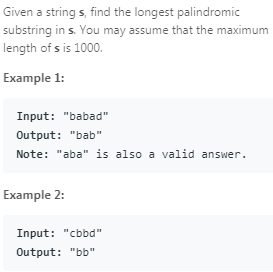 Given a string s, find the longest palindromic
substring in s. You may assume that the maximum
length of s is 1000.
Example 1:
Input: "babad"
Output: "bab"
Note: "aba" is also a valid answer.
Example 2:
Input: "cbbd"
Output: "bb"